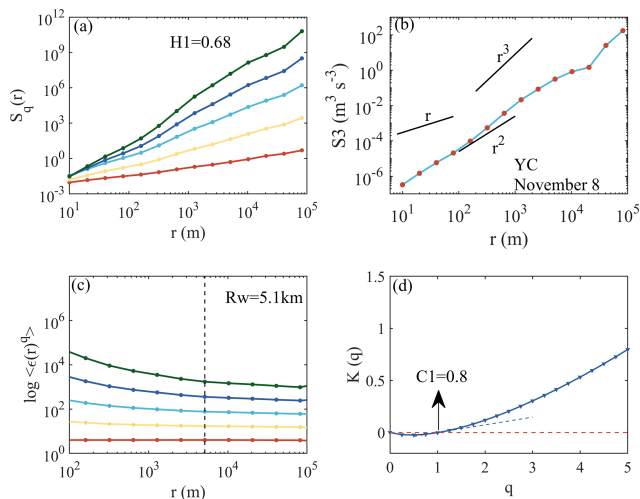 (a)
H1=0.68
S_q(r)
10^12
10^9
10^6
10^3
10^0
10^-3
10^1 10^2 10^3 10^4 10^5
r (m)
(b)
r^3
r
r^2
YC
November 8
S3 (m^3 s^-3)
10^2
10^0
10^-2
10^-4
10^-6
10^0 10^2 10^4
r (m)
(c)
Rw=5.1km
log <ϵ(r)^q>
10^6
10^4
10^2
10^0
10^2 10^3 10^4 10^5
r (m)
(d)
C1=0.8
K (q)
1.5
1
0.5
0
0 1 2 3 4 5
q